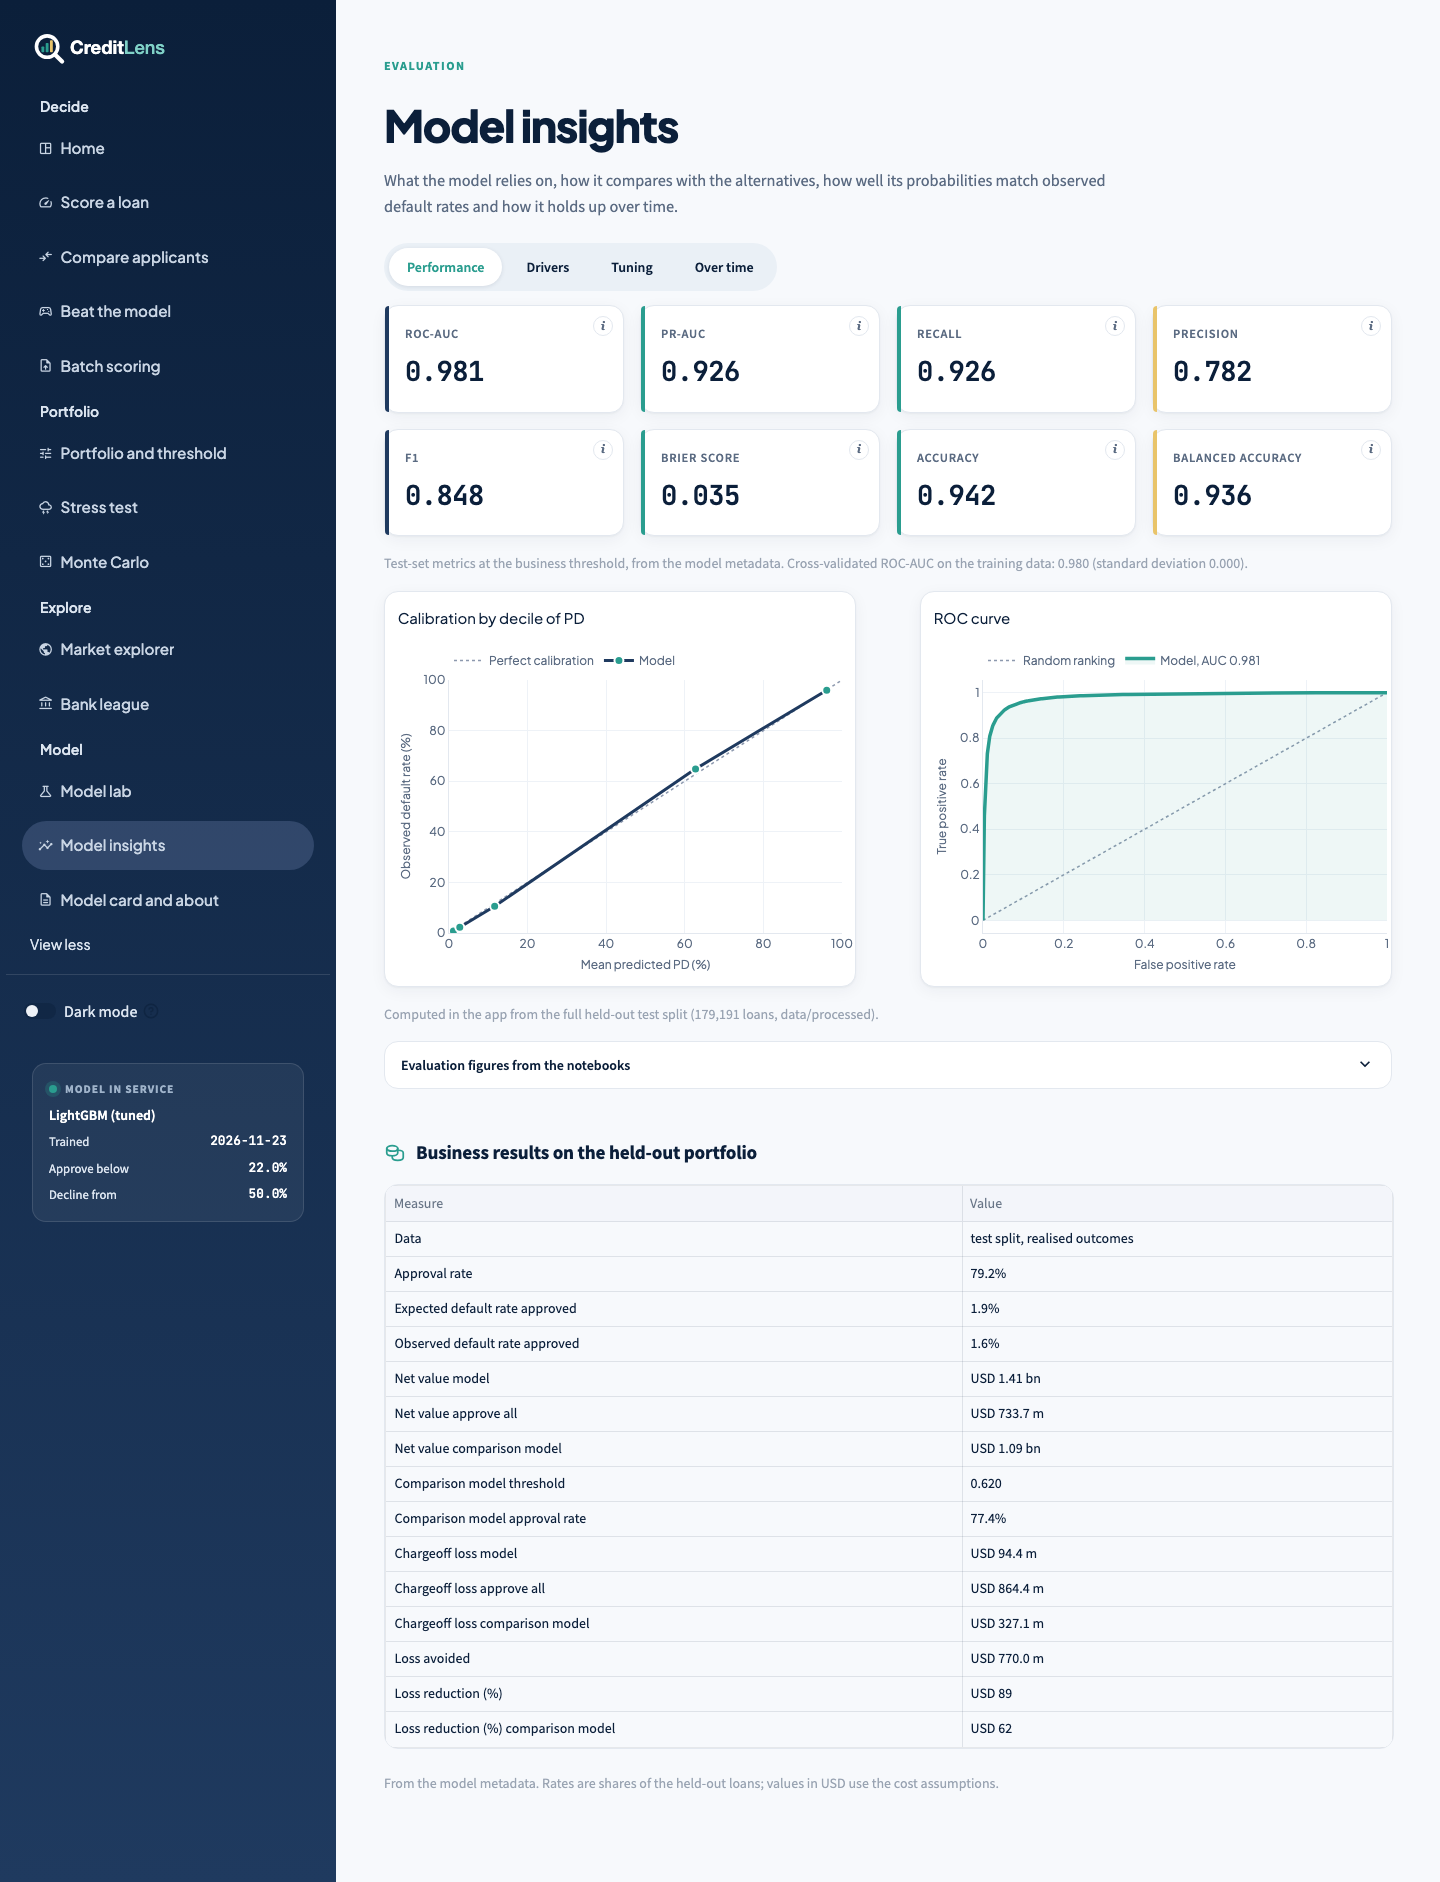 CreditLens
Decide
Home
Score a loan
Compare applicants
Beat the model
Batch scoring
Portfolio
Portfolio and threshold
Stress test
Monte Carlo
Explore
Market explorer
Bank league
Model
Model lab
Model insights
Model card and about
View less
Dark mode
MODEL IN SERVICE
LightGBM (tuned)
Trained 2026-11-23
Approve below 22.0%
Decline from 50.0%
EVALUATION
Model insights
What the model relies on, how it compares with the alternatives, how well its probabilities match observed
default rates and how it holds up over time.
Performance Drivers Tuning Over time
ROC-AUC
0.981
PR-AUC
0.926
RECALL
0.926
PRECISION
0.782
F1
0.848
BRIER SCORE
0.035
ACCURACY
0.942
BALANCED ACCURACY
0.936
Test-set metrics at the business threshold, from the model metadata. Cross-validated ROC-AUC on the training data: 0.980 (standard deviation 0.000).
Calibration by decile of PD
Perfect calibration Model
100
80
60
40
20
0
Observed default rate (%)
0 20 40 60 80 100
Mean predicted PD (%)
ROC curve
Random ranking Model, AUC 0.981
1
0.8
0.6
0.4
0.2
0
True positive rate
0 0.2 0.4 0.6 0.8 1
False positive rate
Computed in the app from the full held-out test split (179,191 loans, data/processed).
Evaluation figures from the notebooks
Business results on the held-out portfolio
Measure Value
Data test split, realised outcomes
Approval rate 79.2%
Expected default rate approved 1.9%
Observed default rate approved 1.6%
Net value model USD 1.41 bn
Net value approve all USD 733.7 m
Net value comparison model USD 1.09 bn
Comparison model threshold 0.620
Comparison model approval rate 77.4%
Chargeoff loss model USD 94.4 m
Chargeoff loss approve all USD 864.4 m
Chargeoff loss comparison model USD 327.1 m
Loss avoided USD 770.0 m
Loss reduction (%) USD 89
Loss reduction (%) comparison model USD 62
From the model metadata. Rates are shares of the held-out loans; values in USD use the cost assumptions.